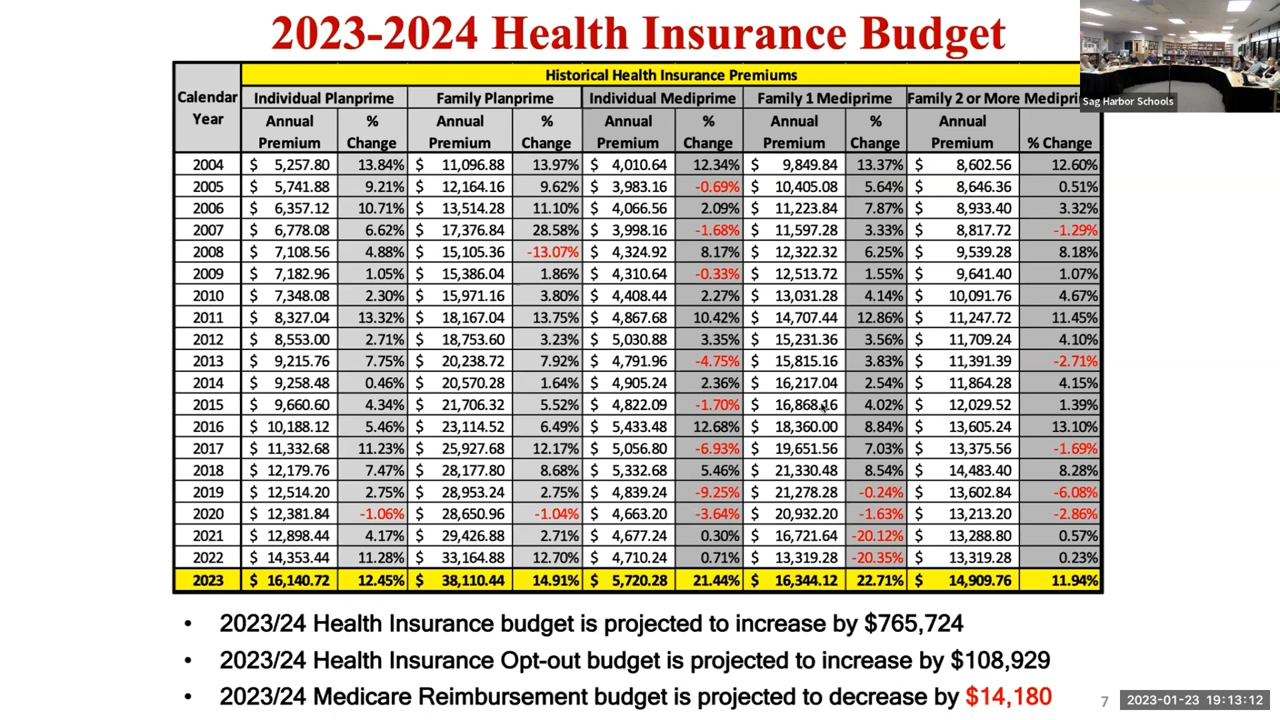 2023-2024 Health Insurance Budget
Sag Harbor Schools
Historical Health Insurance Premiums
Calendar Year Individual Planprime Family Planprime Individual Mediprime Family 1 Mediprime Family 2 or More Medipri
Annual Premium % Change Annual Premium % Change Annual Premium % Change Annual Premium % Change Annual Premium % Change
2004 $ 5,257.80 13.84% $ 11,096.88 13.97% $ 4,010.64 12.34% $ 9,849.84 13.37% $ 8,602.56 12.60%
2005 $ 5,741.88 9.21% $ 12,164.16 9.62% $ 3,983.16 -0.69% $ 10,405.08 5.64% $ 8,646.36 0.51%
2006 $ 6,357.12 10.71% $ 13,514.28 11.10% $ 4,066.56 2.09% $ 11,223.84 7.87% $ 8,933.40 3.32%
2007 $ 6,778.08 6.62% $ 17,376.84 28.58% $ 3,998.16 -1.68% $ 11,597.28 3.33% $ 8,817.72 -1.29%
2008 $ 7,108.56 4.88% $ 15,105.36 -13.07% $ 4,324.92 8.17% $ 12,322.32 6.25% $ 9,539.28 8.18%
2009 $ 7,182.96 1.05% $ 15,386.04 1.86% $ 4,310.64 -0.33% $ 12,513.72 1.55% $ 9,641.40 1.07%
2010 $ 7,348.08 2.30% $ 15,971.16 3.80% $ 4,408.44 2.27% $ 13,031.28 4.14% $ 10,091.76 4.67%
2011 $ 8,327.04 13.32% $ 18,167.04 13.75% $ 4,867.68 10.42% $ 14,707.44 12.86% $ 11,247.72 11.45%
2012 $ 8,553.00 2.71% $ 18,753.60 3.23% $ 5,030.88 3.35% $ 15,231.36 3.56% $ 11,709.24 4.10%
2013 $ 9,215.76 7.75% $ 20,238.72 7.92% $ 4,791.96 -4.75% $ 15,815.16 3.83% $ 11,391.39 -2.71%
2014 $ 9,258.48 0.46% $ 20,570.28 1.64% $ 4,905.24 2.36% $ 16,217.04 2.54% $ 11,864.28 4.15%
2015 $ 9,660.60 4.34% $ 21,706.32 5.52% $ 4,822.09 -1.70% $ 16,868.16 4.02% $ 12,029.52 1.39%
2016 $ 10,188.12 5.46% $ 23,114.52 6.49% $ 5,433.48 12.68% $ 18,360.00 8.84% $ 13,605.24 13.10%
2017 $ 11,332.68 11.23% $ 25,927.68 12.17% $ 5,056.80 -6.93% $ 19,651.56 7.03% $ 13,375.56 -1.69%
2018 $ 12,179.76 7.47% $ 28,177.80 8.68% $ 5,332.68 5.46% $ 21,330.48 8.54% $ 14,483.40 8.28%
2019 $ 12,514.20 2.75% $ 28,953.24 2.75% $ 4,839.24 -9.25% $ 21,278.28 -0.24% $ 13,602.84 -6.08%
2020 $ 12,381.84 -1.06% $ 28,650.96 -1.04% $ 4,663.20 -3.64% $ 20,932.20 -1.63% $ 13,213.20 -2.86%
2021 $ 12,898.44 4.17% $ 29,426.88 2.71% $ 4,677.24 0.30% $ 16,721.64 -20.12% $ 13,288.80 0.57%
2022 $ 14,353.44 11.28% $ 33,164.88 12.70% $ 4,710.24 0.71% $ 13,319.28 -20.35% $ 13,319.28 0.23%
2023 $ 16,140.72 12.45% $ 38,110.44 14.91% $ 5,720.28 21.44% $ 16,344.12 22.71% $ 14,909.76 11.94%
• 2023/24 Health Insurance budget is projected to increase by $765,724
• 2023/24 Health Insurance Opt-out budget is projected to increase by $108,929
• 2023/24 Medicare Reimbursement budget is projected to decrease by $14,180
7
2023-01-23 19:13:12